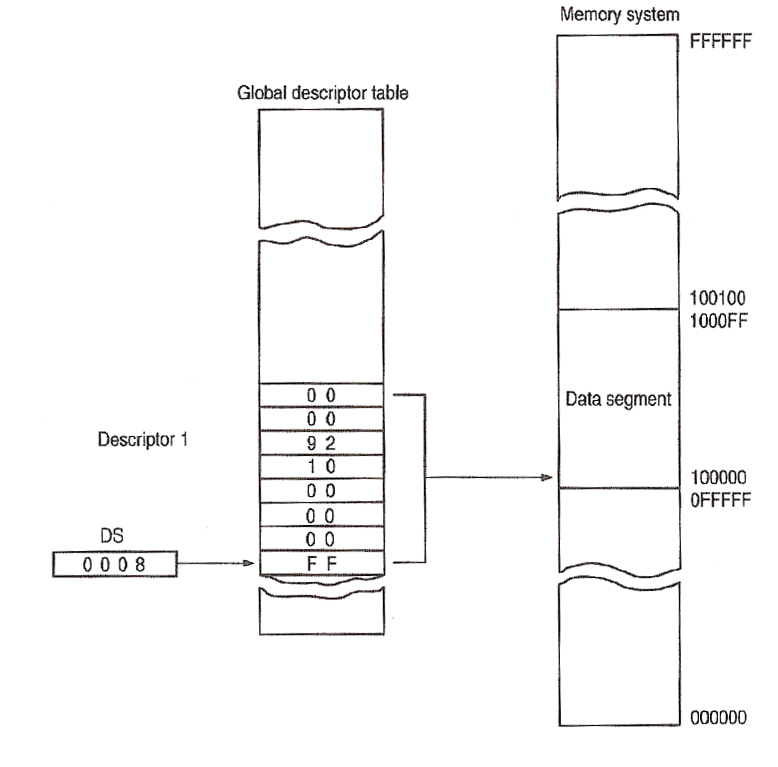 Memory system
FFFFFF
Global descriptor table
100100
1000FF
0 0
Data segment
0 0
Descriptor 1
9 2
1 0
100000
0 0
0FFFFF
0 0
DS
0 0
0 0 0 8
F F
000000